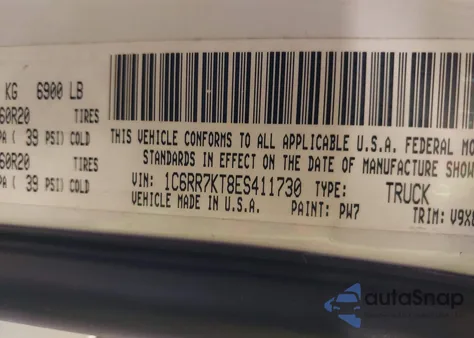 KG 6900 LB
60R20 TIRES
PA ( 39 PSI) COLD
60R20 TIRES
PA ( 39 PSI) COLD
THIS VEHICLE CONFORMS TO ALL APPLICABLE U.S.A. FEDERAL MO
STANDARDS IN EFFECT ON THE DATE OF MANUFACTURE SHOW
VIN: 1C6RR7KT8ES411730 TYPE: TRUCK
VEHICLE MADE IN U.S.A. PAINT: PW7 TRIM: V9X8
autaSnap